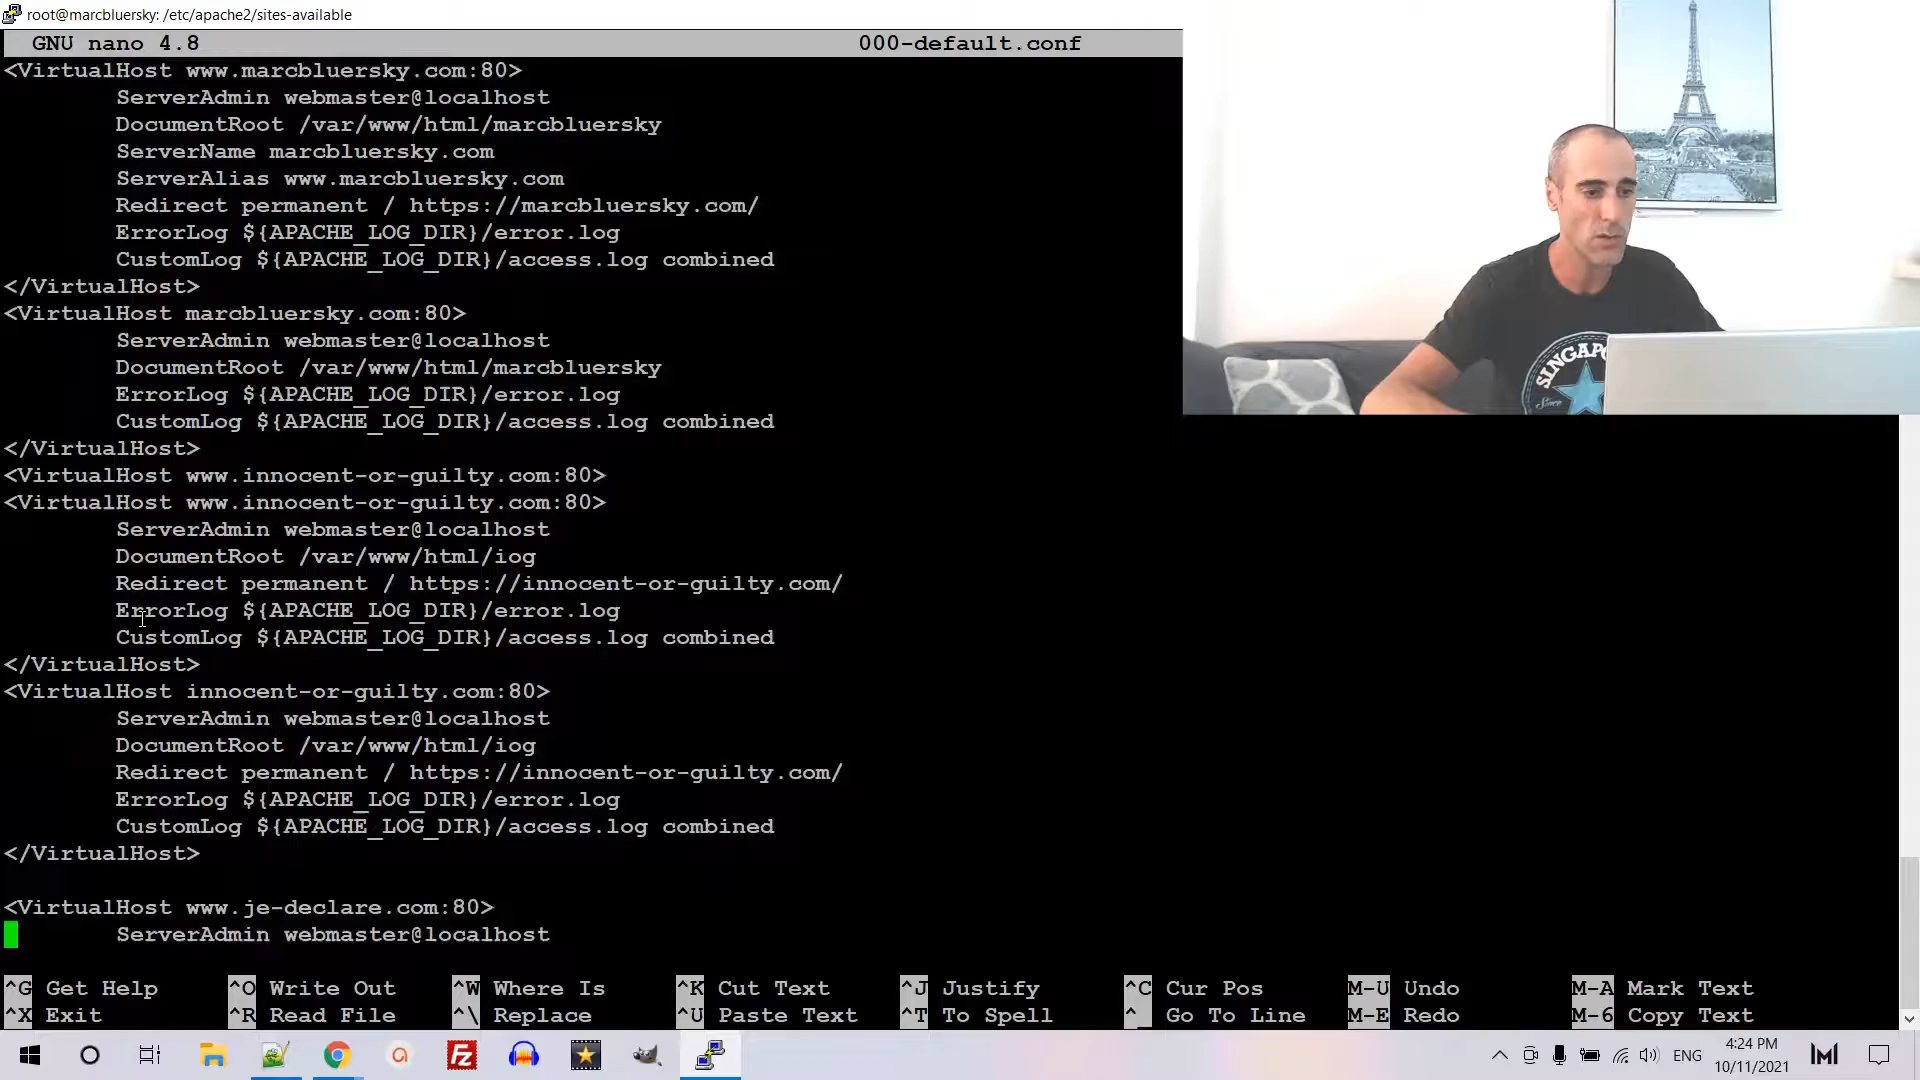 root@marcbluersky: /etc/apache2/sites-available
GNU nano 4.8 000-default.conf
<VirtualHost www.marcbluersky.com:80>
ServerAdmin webmaster@localhost
DocumentRoot /var/www/html/marcbluersky
ServerName marcbluersky.com
ServerAlias www.marcbluersky.com
Redirect permanent / https://marcbluersky.com/
ErrorLog ${APACHE_LOG_DIR}/error.log
CustomLog ${APACHE_LOG_DIR}/access.log combined
</VirtualHost>
<VirtualHost marcbluersky.com:80>
ServerAdmin webmaster@localhost
DocumentRoot /var/www/html/marcbluersky
ErrorLog ${APACHE_LOG_DIR}/error.log
CustomLog ${APACHE_LOG_DIR}/access.log combined
</VirtualHost>
<VirtualHost www.innocent-or-guilty.com:80>
<VirtualHost www.innocent-or-guilty.com:80>
ServerAdmin webmaster@localhost
DocumentRoot /var/www/html/iog
Redirect permanent / https://innocent-or-guilty.com/
ErrorLog ${APACHE_LOG_DIR}/error.log
CustomLog ${APACHE_LOG_DIR}/access.log combined
</VirtualHost>
<VirtualHost innocent-or-guilty.com:80>
ServerAdmin webmaster@localhost
DocumentRoot /var/www/html/iog
Redirect permanent / https://innocent-or-guilty.com/
ErrorLog ${APACHE_LOG_DIR}/error.log
CustomLog ${APACHE_LOG_DIR}/access.log combined
</VirtualHost>
<VirtualHost www.je-declare.com:80>
ServerAdmin webmaster@localhost
^G Get Help ^O Write Out ^W Where Is ^K Cut Text ^J Justify ^C Cur Pos M-U Undo M-A Mark Text
^X Exit ^R Read File ^\ Replace ^U Paste Text ^T To Spell ^_ Go To Line M-E Redo M-6 Copy Text
ENG 4:24 PM
10/11/2021